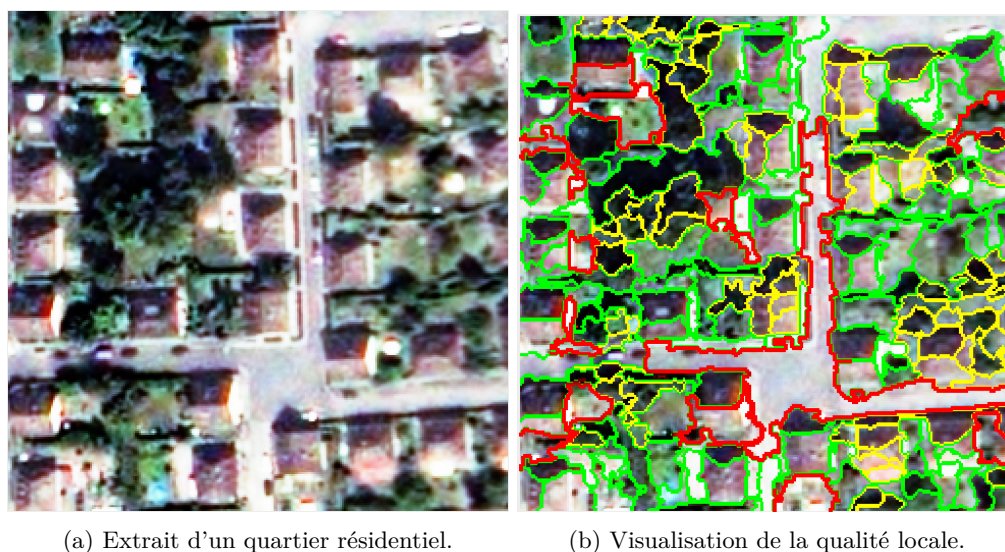 (a) Extrait d'un quartier résidentiel.
(b) Visualisation de la qualité locale.